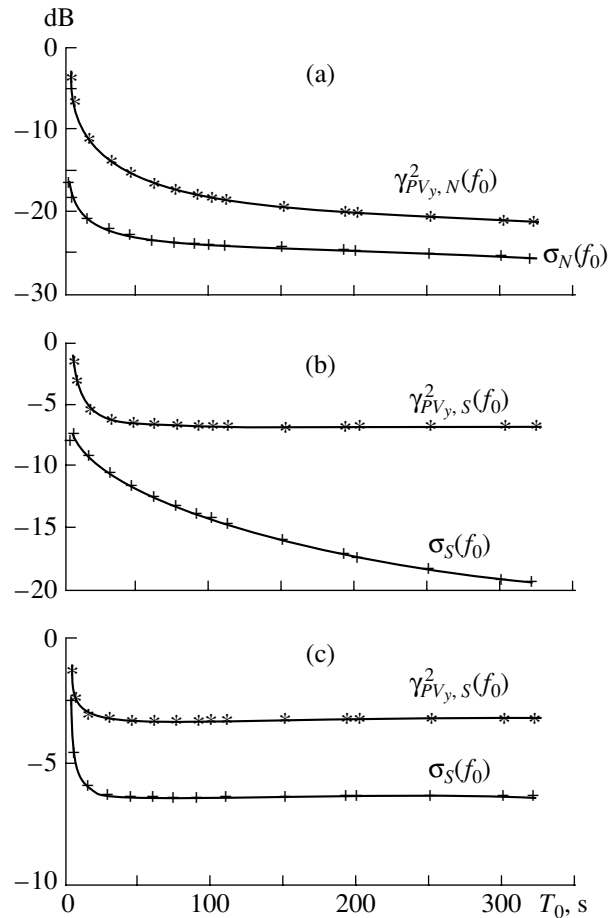 dB
0
(a)
−10
γ²PVy, N(f0)
−20
σN(f0)
−30
0
(b)
−5
γ²PVy, S(f0)
−10
−15
σS(f0)
−20
0
(c)
γ²PVy, S(f0)
−5
σS(f0)
−10
0 100 200 300 T0, s